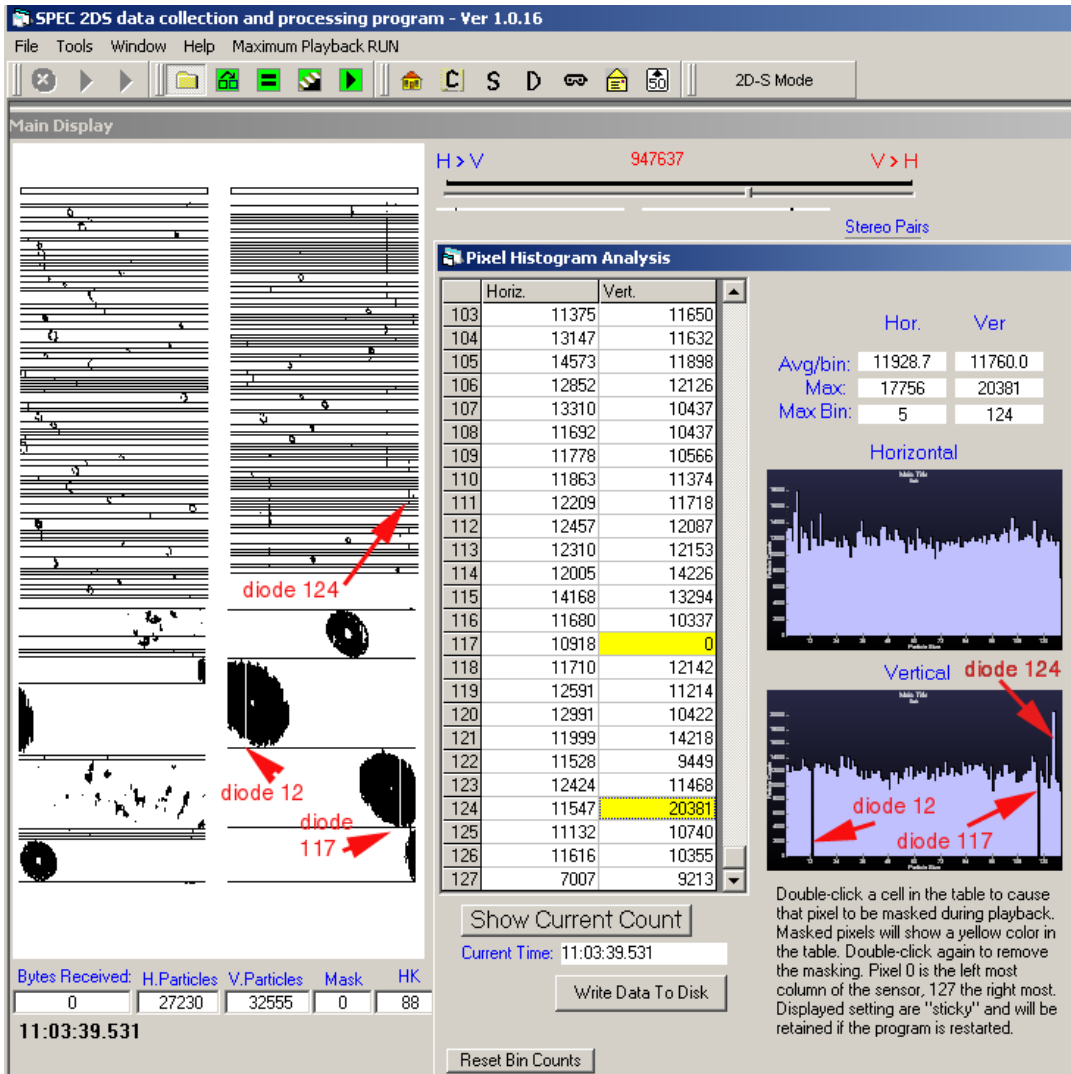 SPEC 2DS data collection and processing program - Ver 1.0.16
File Tools Window Help Maximum Playback RUN
C S D 50 2D-S Mode
Main Display
H > V 947637 V > H
Stereo Pairs
diode 124
diode 12
diode
117
Bytes Received: H.Particles V.Particles Mask HK
0 27230 32555 0 88
11:03:39.531
Pixel Histogram Analysis
Horiz. Vert.
103 11375 11650
104 13147 11632
105 14573 11898
106 12852 12126
107 13310 10437
108 11692 10437
109 11778 10566
110 11863 11374
111 12209 11718
112 12457 12087
113 12310 12153
114 12005 14226
115 14168 13294
116 11680 10337
117 10918 0
118 11710 12142
119 12591 11214
120 12991 10422
121 11999 14218
122 11528 9449
123 12424 11468
124 11547 20381
125 11132 10740
126 11616 10355
127 7007 9213
Show Current Count
Current Time: 11:03:39.531
Write Data To Disk
Reset Bin Counts
Hor. Ver
Avg/bin: 11928.7 11760.0
Max: 17756 20381
Max Bin: 5 124
Horizontal
Main Title
Particle Size
Vertical diode 124
Main Title
diode 12
diode 117
Particle Size
Double-click a cell in the table to cause
that pixel to be masked during playback.
Masked pixels will show a yellow color in
the table. Double-click again to remove
the masking. Pixel 0 is the left most
column of the sensor, 127 the right most.
Displayed setting are "sticky" and will be
retained if the program is restarted.